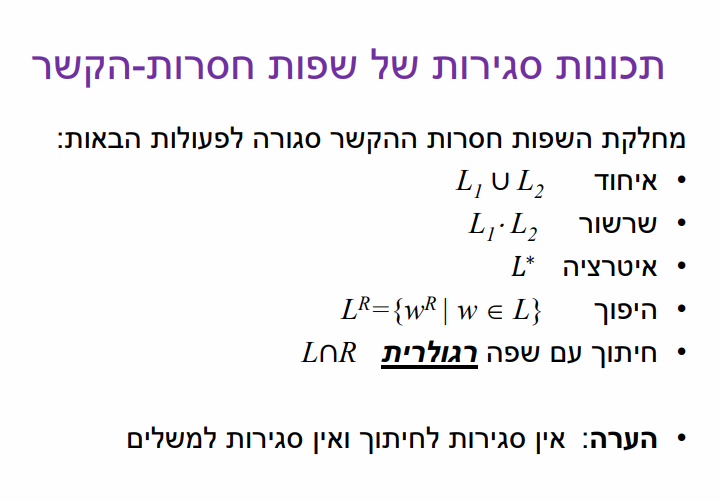 תכונות סגירות של שפות חסרות-הקשר
מחלקת השפות חסרות ההקשר סגורה לפעולות הבאות:
• איחוד L₁ ∪ L₂
• שרשור L₁· L₂
• איטרציה L*
• היפוך Lᴿ={wᴿ | w ∈ L}
• חיתוך עם שפה רגולרית L∩R
• הערה: אין סגירות לחיתוך ואין סגירות למשלים